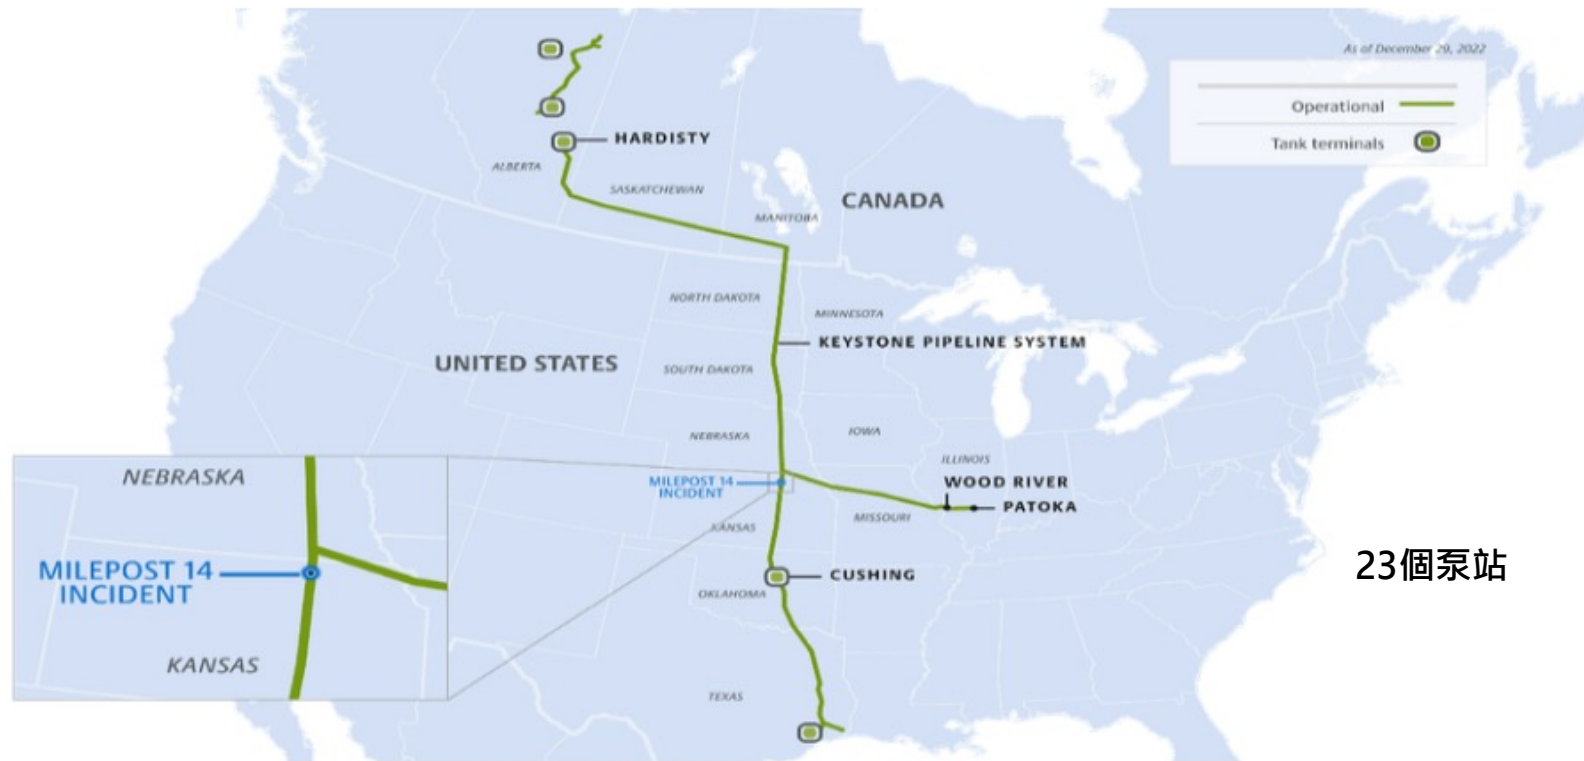 As of December 29, 2022
Operational
Tank terminals
HARDISTY
ALBERTA
SASKATCHEWAN
CANADA
MANITOBA
NORTH DAKOTA
MINNESOTA
KEYSTONE PIPELINE SYSTEM
UNITED STATES
SOUTH DAKOTA
NEBRASKA
IOWA
ILLINOIS
MILEPOST 14
INCIDENT
WOOD RIVER
PATOKA
MISSOURI
KANSAS
CUSHING
OKLAHOMA
TEXAS
NEBRASKA
MILEPOST 14
INCIDENT
KANSAS
23個泵站